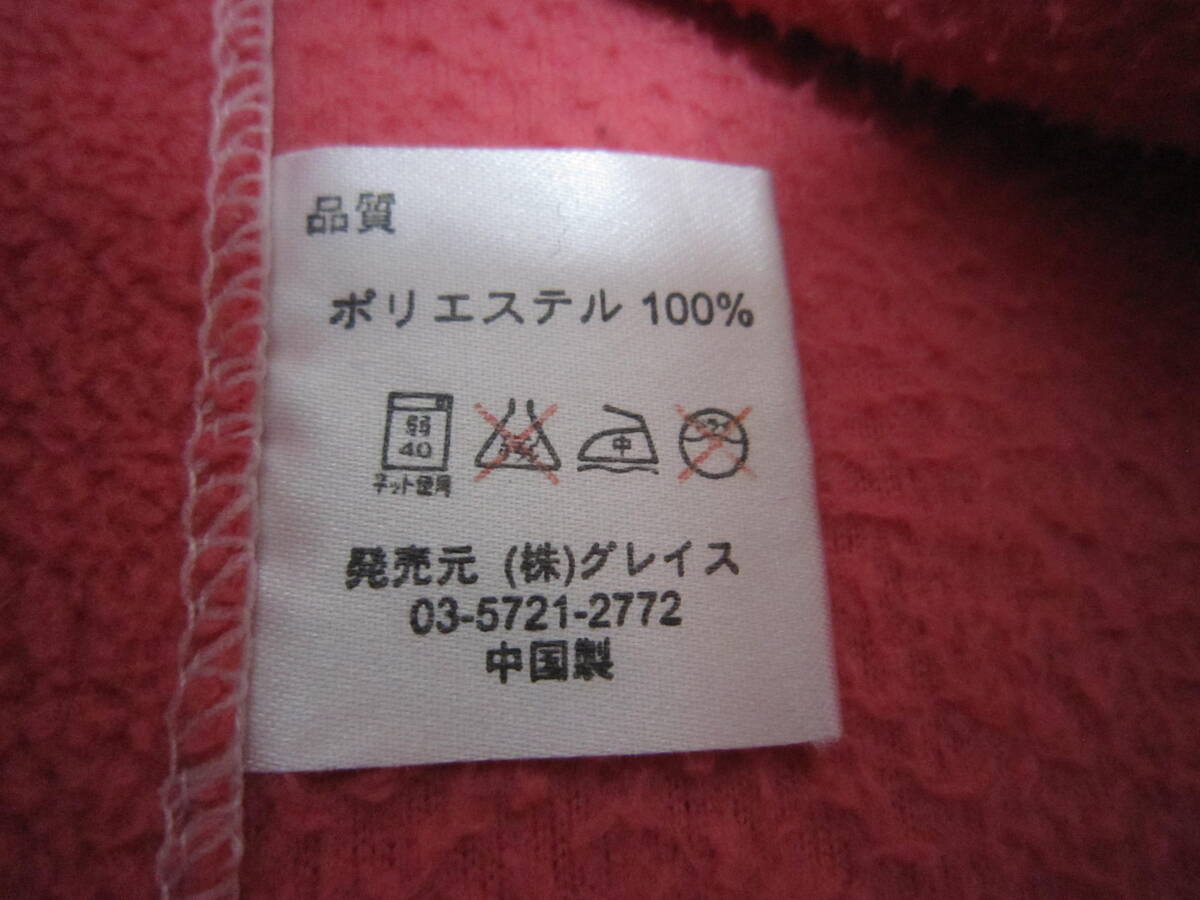 品質
ポリエステル 100%
弱
40
中
ネット使用
発売元 (株)グレイス
03-5721-2772
中国製